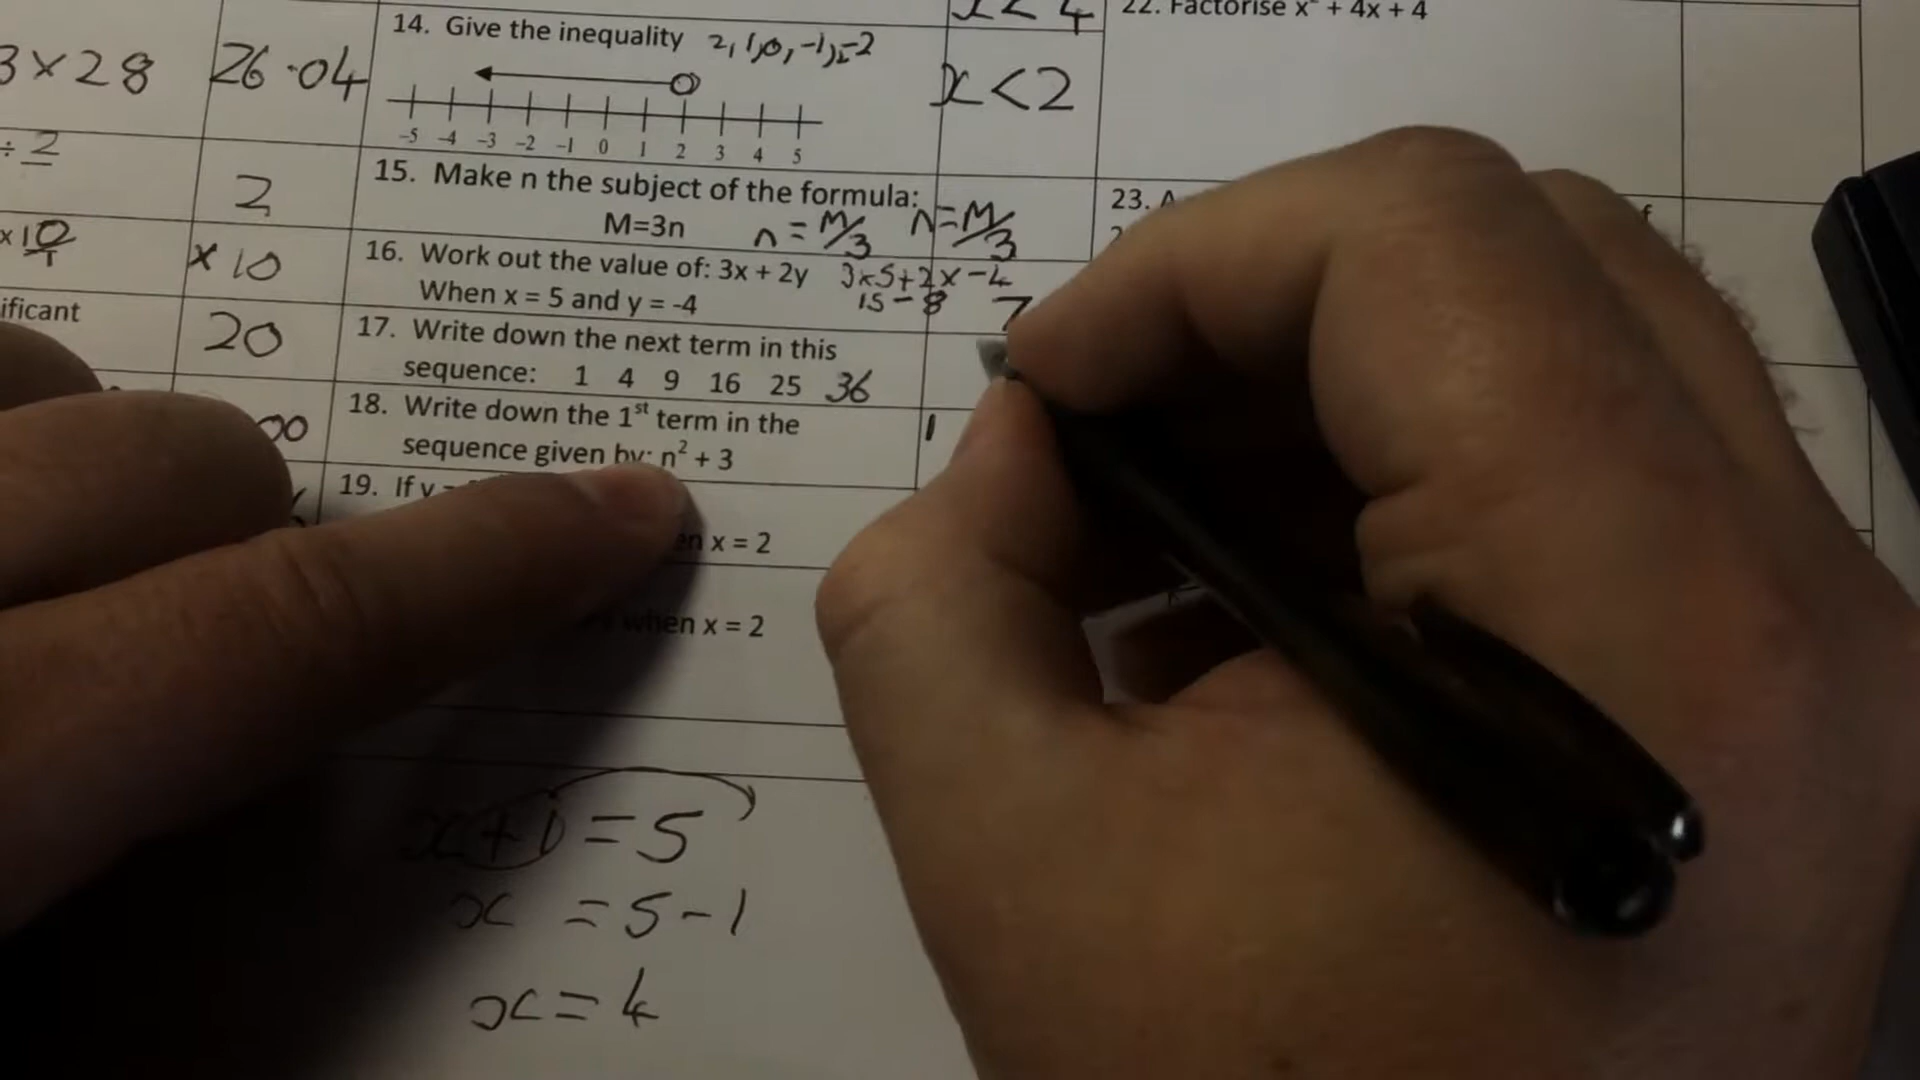 3 × 28
26.04
÷ 2
2
×10
1
× 10
ificant
20
00
14. Give the inequality 2, 1, 0, -1, -2
-5 -4 -3 -2 -1 0 1 2 3 4 5
x < 4
x < 2
15. Make n the subject of the formula:
M=3n n = M/3 n = M/3
16. Work out the value of: 3x + 2y 3×5+2×-4
When x = 5 and y = -4 15 - 8 7
17. Write down the next term in this
sequence: 1 4 9 16 25 36
18. Write down the 1st term in the
sequence given by: n² + 3
19. If y
x = 2
when x = 2
x+1 = 5
x = 5-1
x = 4
22. Factorise x² + 4x + 4
23.